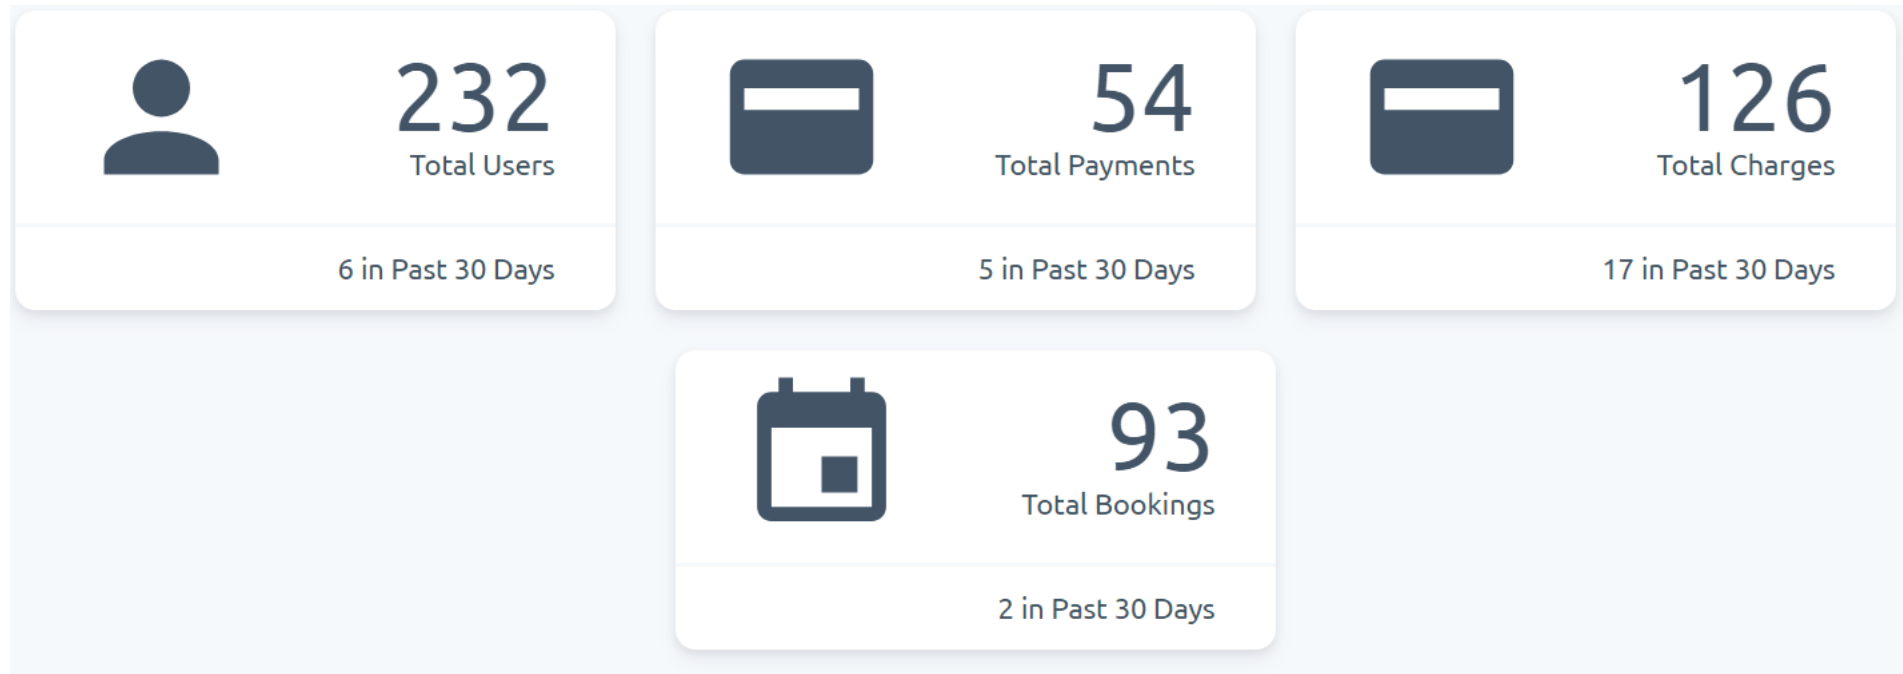 232
Total Users
6 in Past 30 Days
54
Total Payments
5 in Past 30 Days
126
Total Charges
17 in Past 30 Days
93
Total Bookings
2 in Past 30 Days